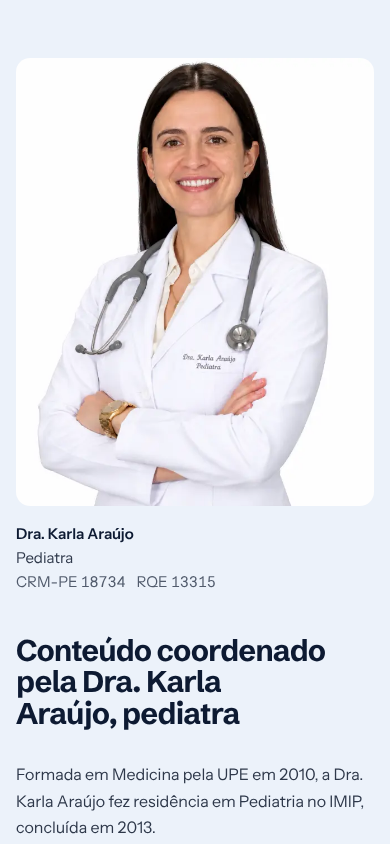 Dra. Karla Araújo
Pediatra
Dra. Karla Araújo
Pediatra
CRM-PE 18734 RQE 13315
Conteúdo coordenado
pela Dra. Karla
Araújo, pediatra
Formada em Medicina pela UPE em 2010, a Dra.
Karla Araújo fez residência em Pediatria no IMIP,
concluída em 2013.